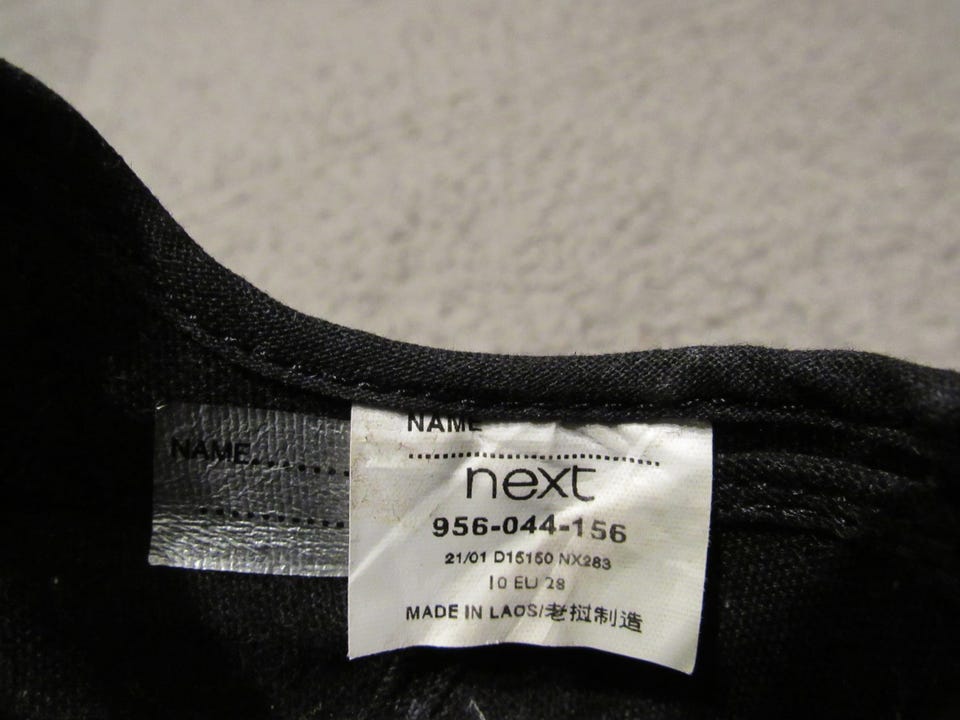 NAME
NAME
next
956-044-156
21/01 D15150 NX283
10 EU 28
MADE IN LAOS/老挝制造